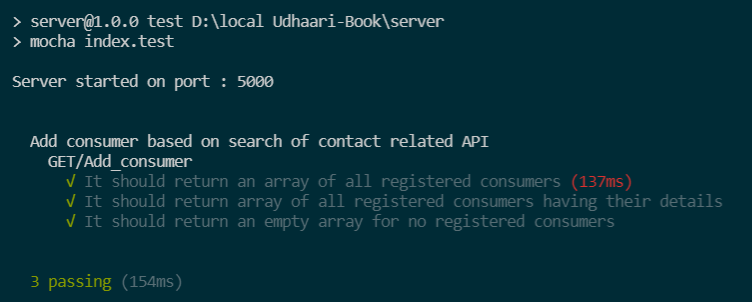 > server@1.0.0 test D:\local Udhaari-Book\server
> mocha index.test
Server started on port : 5000
Add consumer based on search of contact related API
GET/Add_consumer
√ It should return an array of all registered consumers (137ms)
√ It should return array of all registered consumers having their details
√ It should return an empty array for no registered consumers
3 passing (154ms)